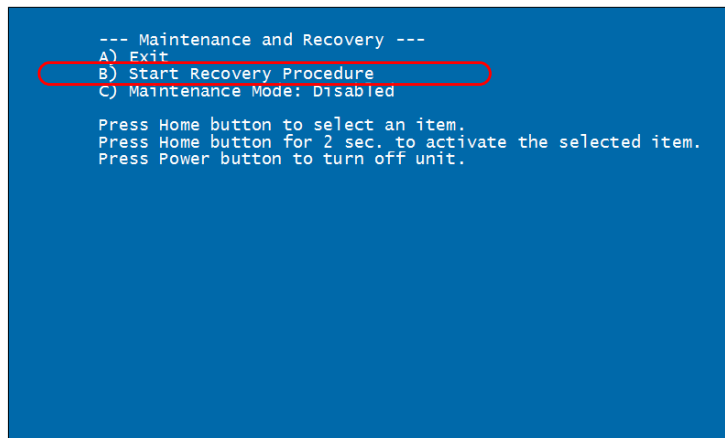 --- Maintenance and Recovery ---
A) Exit
B) Start Recovery Procedure
C) Maintenance Mode: Disabled
Press Home button to select an item.
Press Home button for 2 sec. to activate the selected item.
Press Power button to turn off unit.